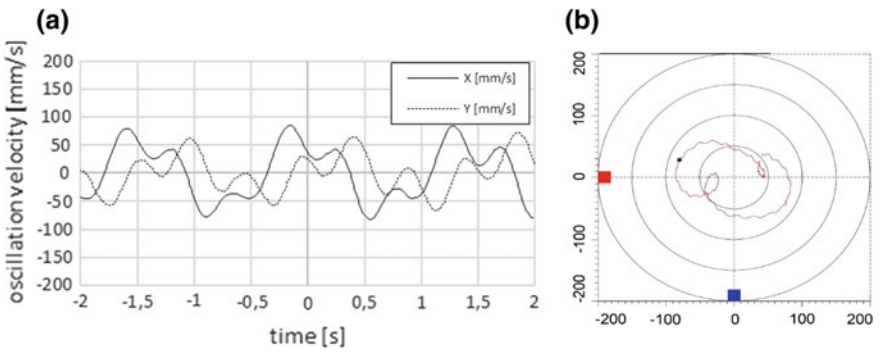 (a)
oscillation velocity [mm/s]
200
150
100
50
0
-50
-100
-150
-200
X [mm/s]
Y [mm/s]
-2 -1,5 -1 -0,5 0 0,5 1 1,5 2
time [s]
(b)
200
100
0
-100
-200
-200 -100 0 100 200